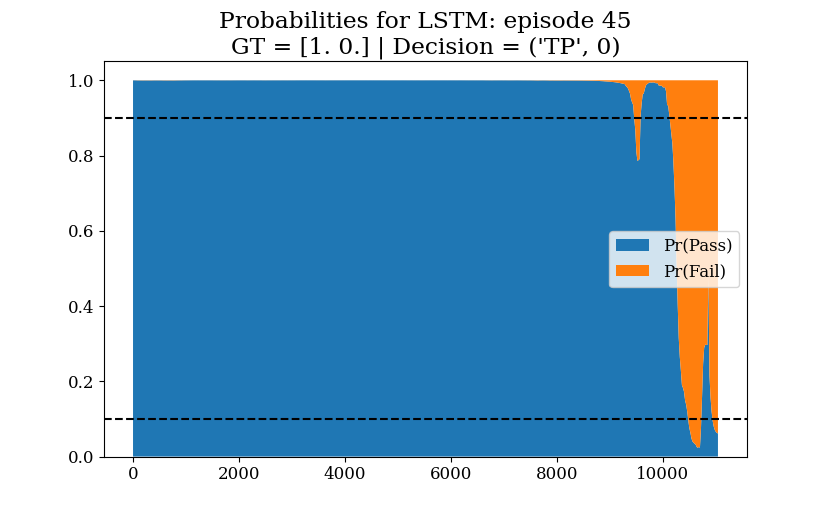 Probabilities for LSTM: episode 45
GT = [1. 0.] | Decision = ('TP', 0)
1.0
0.8
0.6
0.4
0.2
0.0
Pr(Pass)
Pr(Fail)
0 2000 4000 6000 8000 10000